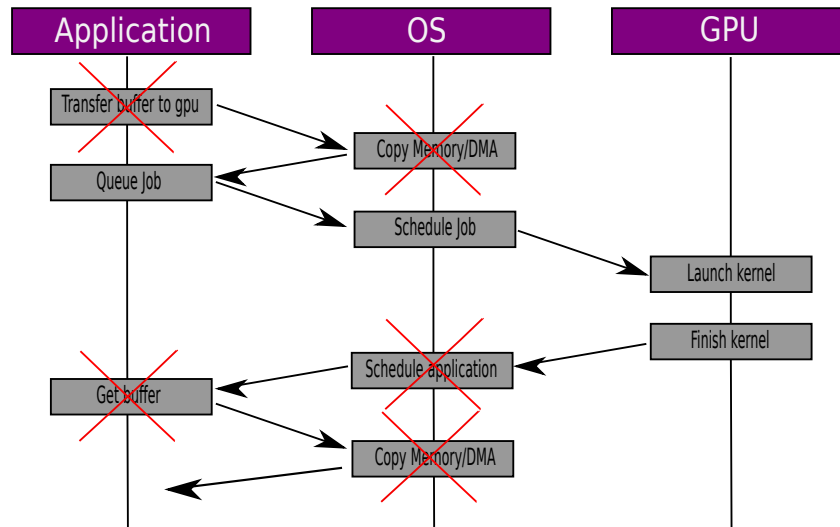 Application
OS
GPU
Transfer buffer to gpu
Copy Memory/DMA
Queue Job
Schedule Job
Launch kernel
Finish kernel
Schedule application
Get buffer
Copy Memory/DMA